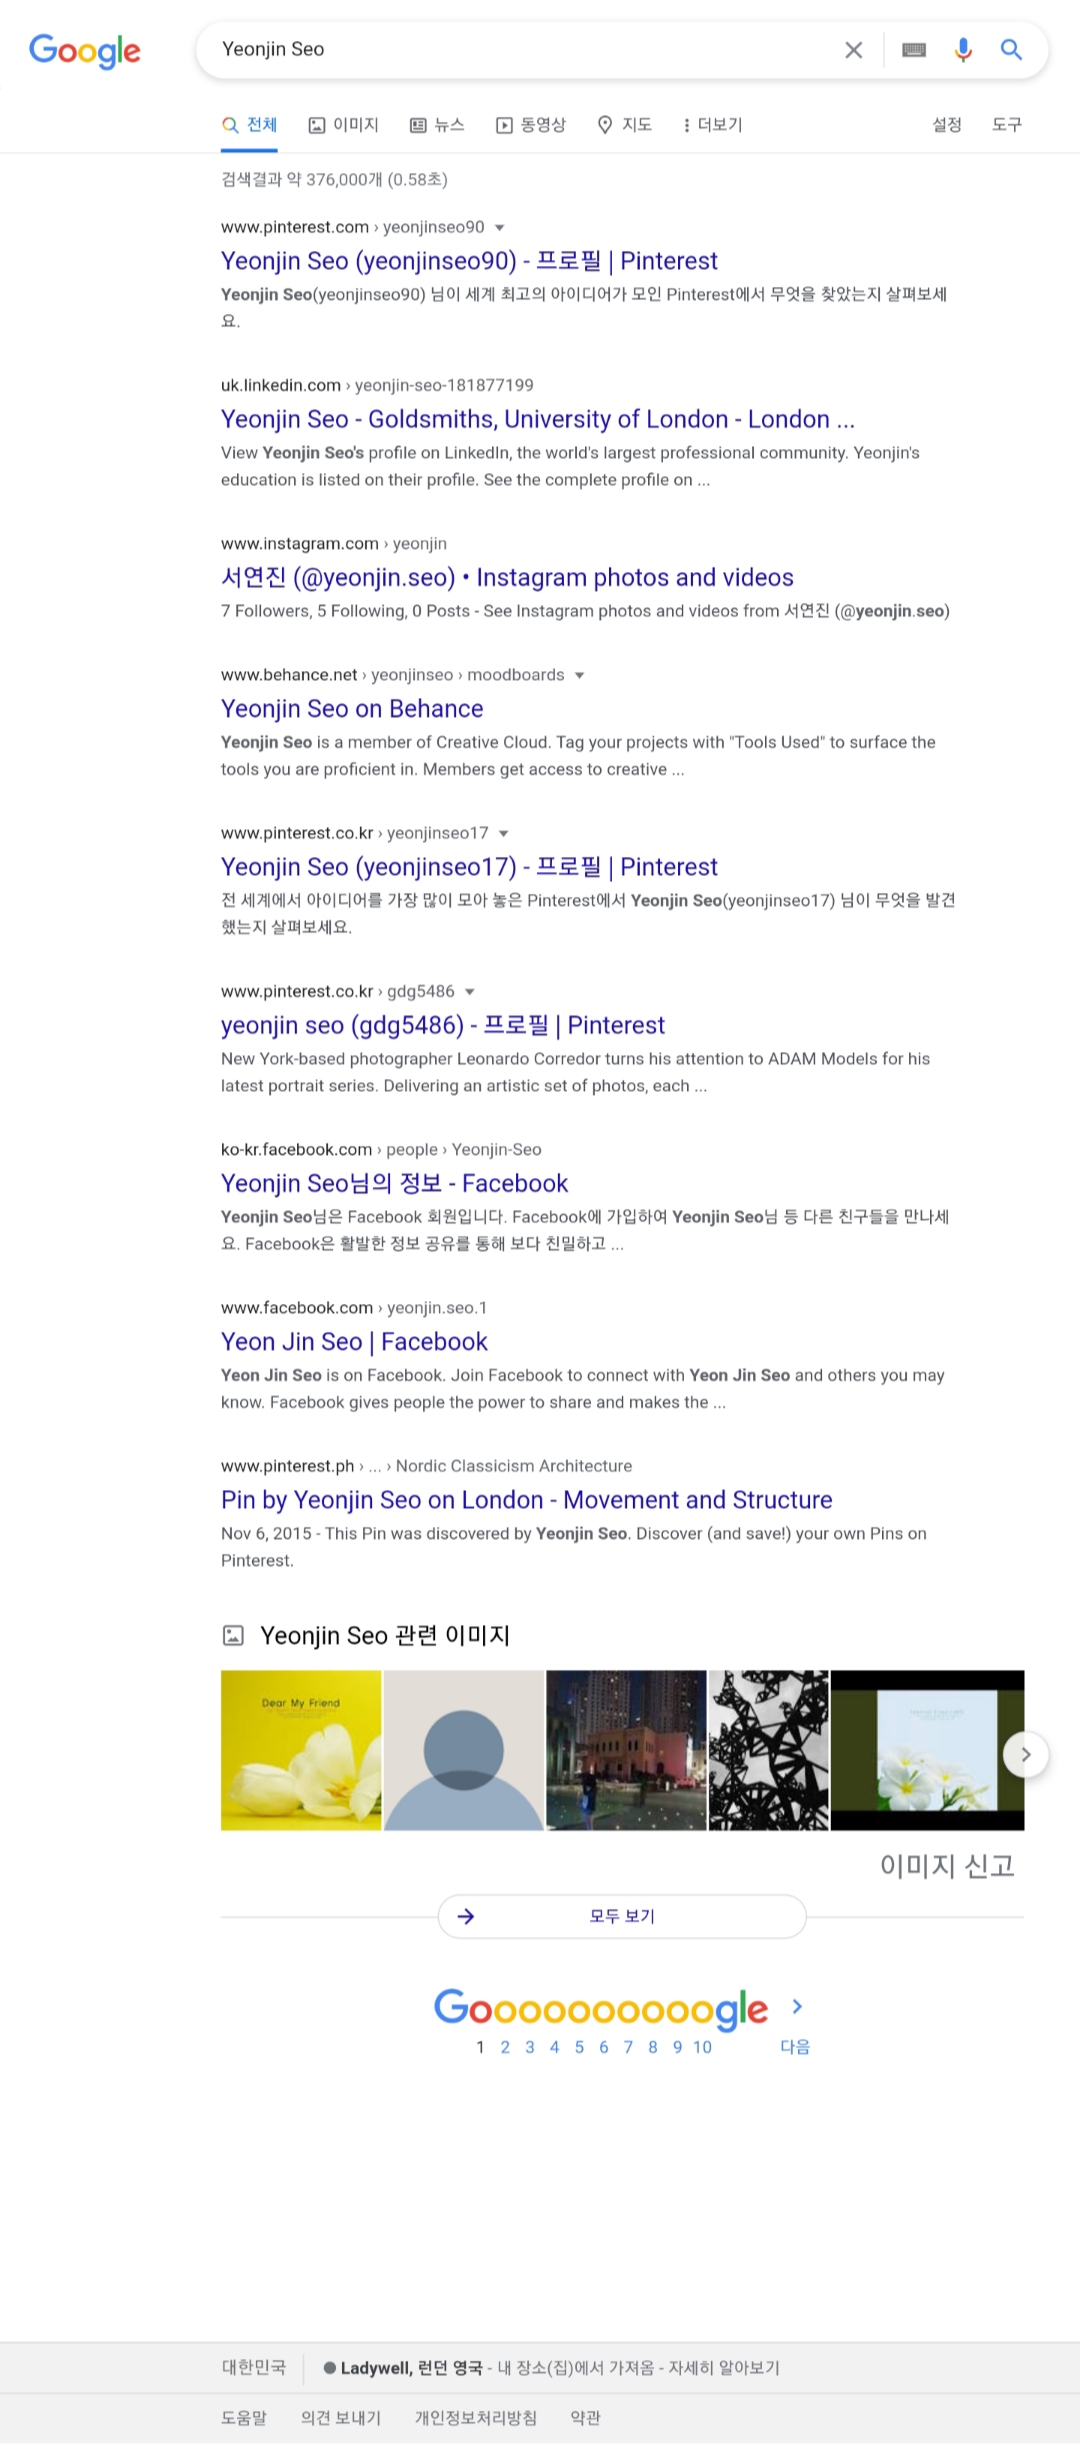 Google
Yeonjin Seo
전체 이미지 뉴스 동영상 지도 더보기 설정 도구
검색결과 약 376,000개 (0.58초)
www.pinterest.com › yeonjinseo90
Yeonjin Seo (yeonjinseo90) - 프로필 | Pinterest
Yeonjin Seo(yeonjinseo90) 님이 세계 최고의 아이디어가 모인 Pinterest에서 무엇을 찾았는지 살펴보세
요.
uk.linkedin.com › yeonjin-seo-181877199
Yeonjin Seo - Goldsmiths, University of London - London ...
View Yeonjin Seo's profile on LinkedIn, the world's largest professional community. Yeonjin's
education is listed on their profile. See the complete profile on ...
www.instagram.com › yeonjin
서연진 (@yeonjin.seo) • Instagram photos and videos
7 Followers, 5 Following, 0 Posts - See Instagram photos and videos from 서연진 (@yeonjin.seo)
www.behance.net › yeonjinseo › moodboards
Yeonjin Seo on Behance
Yeonjin Seo is a member of Creative Cloud. Tag your projects with "Tools Used" to surface the
tools you are proficient in. Members get access to creative ...
www.pinterest.co.kr › yeonjinseo17
Yeonjin Seo (yeonjinseo17) - 프로필 | Pinterest
전 세계에서 아이디어를 가장 많이 모아 놓은 Pinterest에서 Yeonjin Seo(yeonjinseo17) 님이 무엇을 발견
했는지 살펴보세요.
www.pinterest.co.kr › gdg5486
yeonjin seo (gdg5486) - 프로필 | Pinterest
New York-based photographer Leonardo Corredor turns his attention to ADAM Models for his
latest portrait series. Delivering an artistic set of photos, each ...
ko-kr.facebook.com › people › Yeonjin-Seo
Yeonjin Seo님의 정보 - Facebook
Yeonjin Seo님은 Facebook 회원입니다. Facebook에 가입하여 Yeonjin Seo님 등 다른 친구들을 만나세
요. Facebook은 활발한 정보 공유를 통해 보다 친밀하고 ...
www.facebook.com › yeonjin.seo.1
Yeon Jin Seo | Facebook
Yeon Jin Seo is on Facebook. Join Facebook to connect with Yeon Jin Seo and others you may
know. Facebook gives people the power to share and makes the ...
www.pinterest.ph › ... › Nordic Classicism Architecture
Pin by Yeonjin Seo on London - Movement and Structure
Nov 6, 2015 - This Pin was discovered by Yeonjin Seo. Discover (and save!) your own Pins on
Pinterest.
Yeonjin Seo 관련 이미지
Dear My Friend
이미지 신고
모두 보기
Goooooooooogle
1 2 3 4 5 6 7 8 9 10 다음
대한민국 Ladywell, 런던 영국 - 내 장소(집)에서 가져옴 - 자세히 알아보기
도움말 의견 보내기 개인정보처리방침 약관